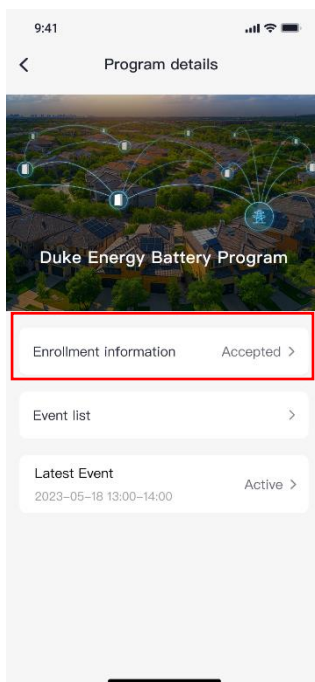 9:41
Program details
Duke Energy Battery Program
Enrollment information Accepted >
Event list >
Latest Event
2023-05-18 13:00-14:00
Active >